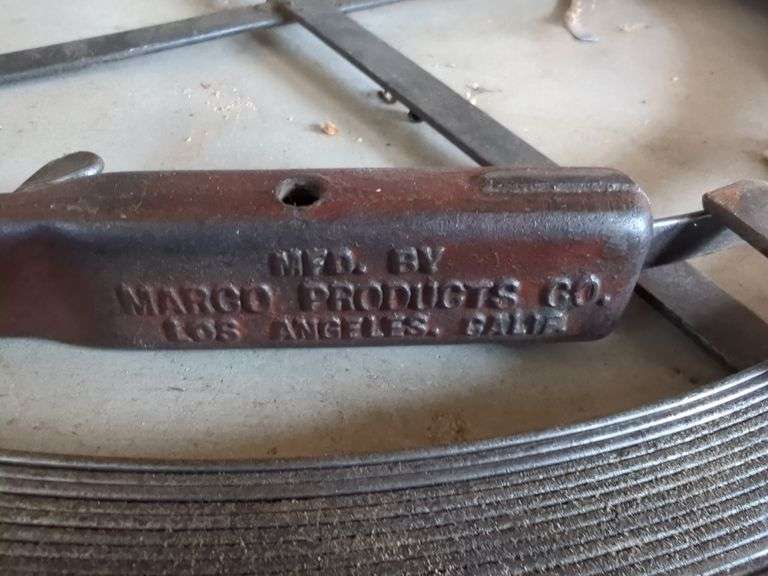 MFD. BY
MARCO PRODUCTS CO.
LOS ANGELES, CALIF.